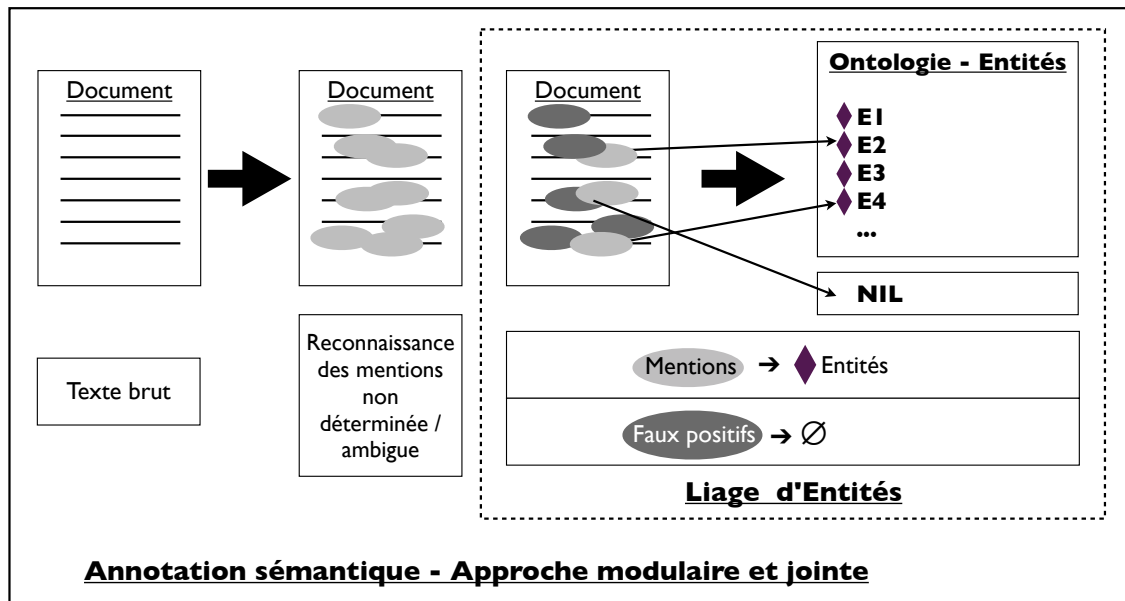 Document
Document
Document
Ontologie - Entités
E1
E2
E3
E4
...
NIL
Texte brut
Reconnaissance
des mentions
non
déterminée /
ambigue
Mentions ➔ Entités
Faux positifs ➔ ∅
Liage d'Entités
Annotation sémantique - Approche modulaire et jointe